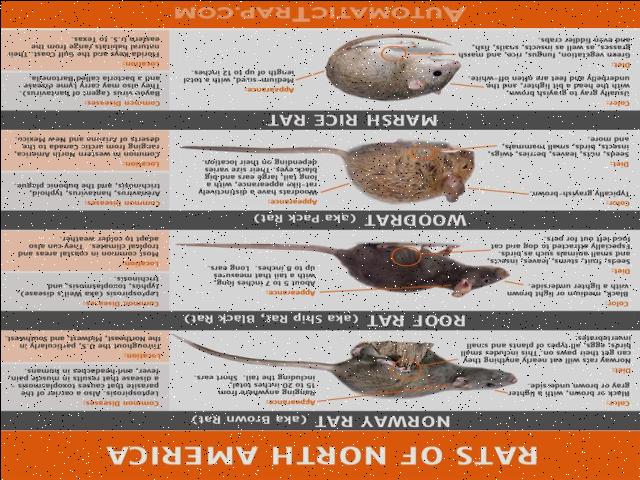 RATS OF NORTH AMERICA
NORWAY RAT (aka Brown Rat)
Color:
Black or brown, with a lighter
gray or brown underside.
Diet:
Norway rats will eat nearly anything they
can get their paws on. This includes small
birds, eggs, all types of plants and small
invertebrates.
Appearance:
Ranging anywhere from
15 to 20 inches total,
including the tail. Short ears.
Common Diseases:
Leptospirosis. Also a carrier of the
parasite that causes toxoplasmosis
a disease that results in muscle pain,
fever, and headaches in humans.
Location:
Throughout the U.S, particularly in
the Northeast, Midwest, and Southwest.
ROOF RAT (aka Ship Rat, Black Rat)
Color:
Black, medium or light brown
with a lighter underside.
Diet:
Seeds, fruit, stems, leaves, insects,
and small animals such as birds.
Especially attracted to dog and cat
food left out for pets.
Appearance:
About 5 to 7 inches long,
with a tail that measures
up to 8 inches. Long ears.
Common Diseases:
Leptospirosis (aka Weil's disease),
typhus, toxoplasmosis, and
trichinosis.
Location:
Most common in coastal areas and
tropical climates. They can also
adapt to colder weather.
WOODRAT (aka Pack Rat)
Color:
Typically grayish-brown.
Diet:
Seeds, nuts, leaves, berries, twigs,
insects, birds, small mammals,
and more.
Appearance:
Woodrats have a distinctively
rat-like appearance, with a
long tail, large ears and big
black eyes. Their size varies
depending on their location.
Common Diseases:
Arenavirus, hantavirus, typhoid,
trichinosis, and the bubonic plague.
Location:
Common in western North America,
ranging from arctic Canada to the
deserts of Arizona and New Mexico.
MARSH RICE RAT
Color:
Usually gray to grayish brown,
with the head a bit lighter, and the
underbelly and feet are often off-white.
Diet:
Green vegetation, fungus, rice, and marsh
grasses, as well as insects, snails, fish
and even fiddler crabs.
Appearance:
Medium-sized, with a total
length of up to 12 inches.
Common Diseases:
Bayou virus (agent of hantavirus)
They also may carry lyme disease
and a bacteria called Bartonella.
Location:
Florida Keys and the Gulf Coast. Their
natural habitats range from the
eastern U.S. to Texas.
AUTOMATICTRAP.COM